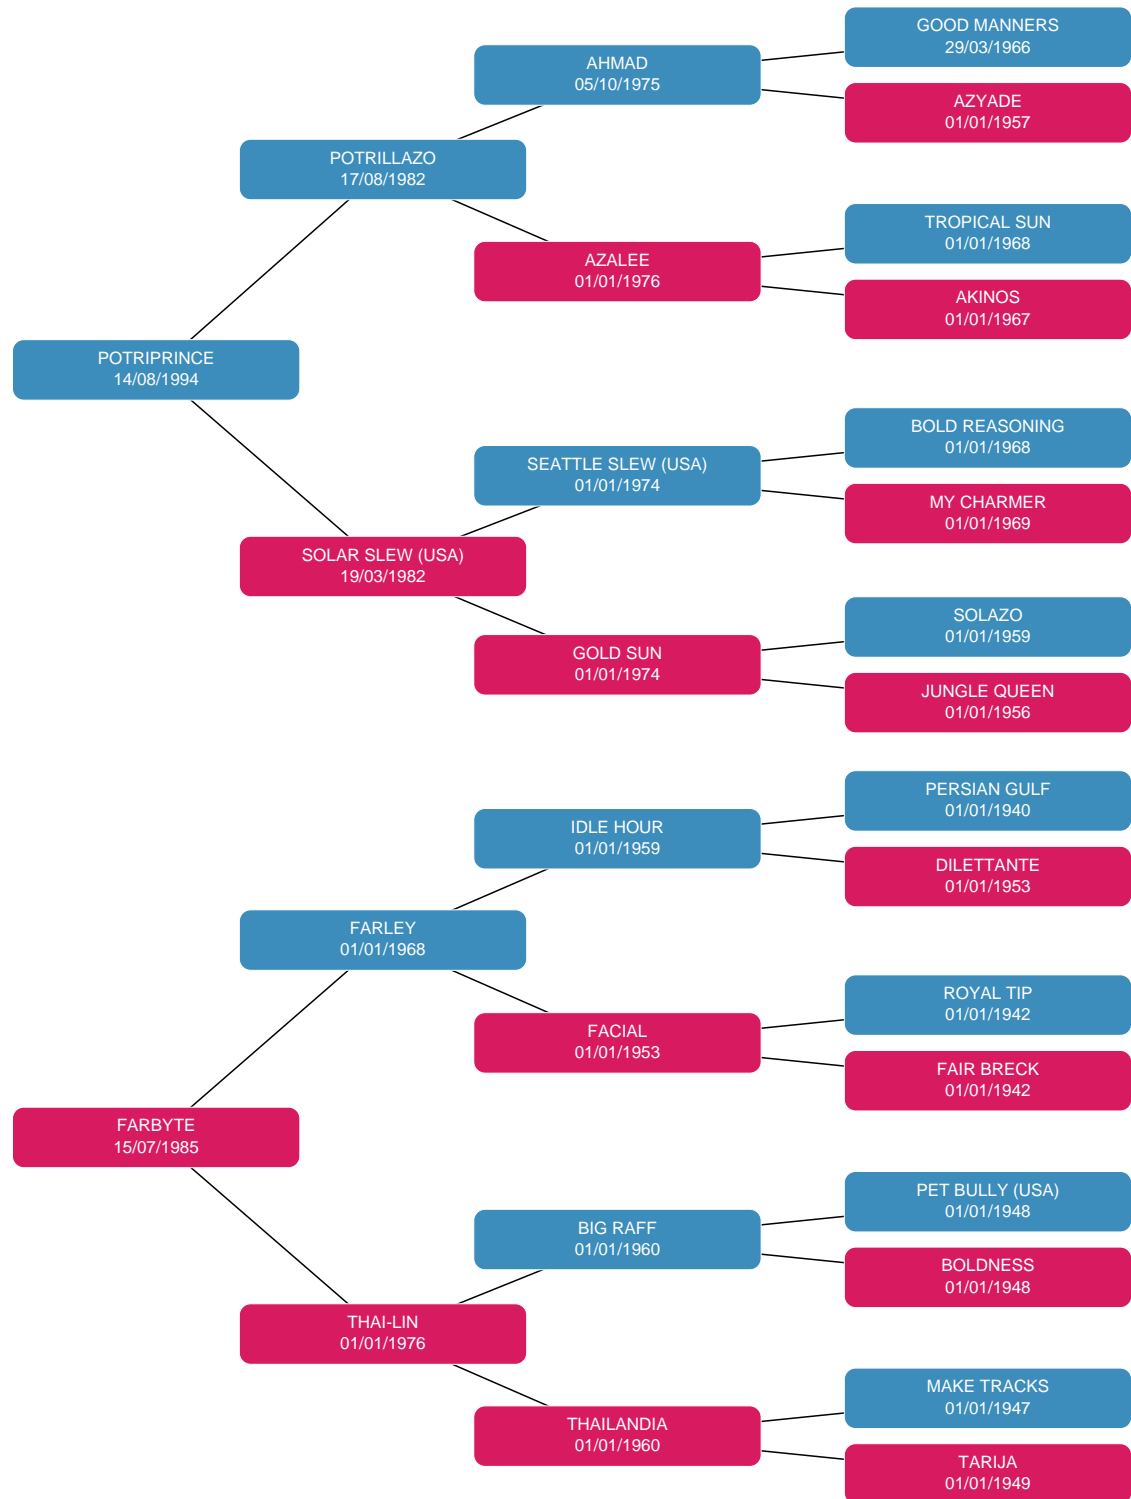 GOOD MANNERS
29/03/1966
AHMAD
05/10/1975
AZYADE
01/01/1957
POTRILLAZO
17/08/1982
TROPICAL SUN
01/01/1968
AZALEE
01/01/1976
AKINOS
01/01/1967
POTRIPRINCE
14/08/1994
BOLD REASONING
01/01/1968
SEATTLE SLEW (USA)
01/01/1974
MY CHARMER
01/01/1969
SOLAR SLEW (USA)
19/03/1982
SOLAZO
01/01/1959
GOLD SUN
01/01/1974
JUNGLE QUEEN
01/01/1956
PERSIAN GULF
01/01/1940
IDLE HOUR
01/01/1959
DILETTANTE
01/01/1953
FARLEY
01/01/1968
ROYAL TIP
01/01/1942
FACIAL
01/01/1953
FAIR BRECK
01/01/1942
FARBYTE
15/07/1985
PET BULLY (USA)
01/01/1948
BIG RAFF
01/01/1960
BOLDNESS
01/01/1948
THAI-LIN
01/01/1976
MAKE TRACKS
01/01/1947
THAILANDIA
01/01/1960
TARIJA
01/01/1949